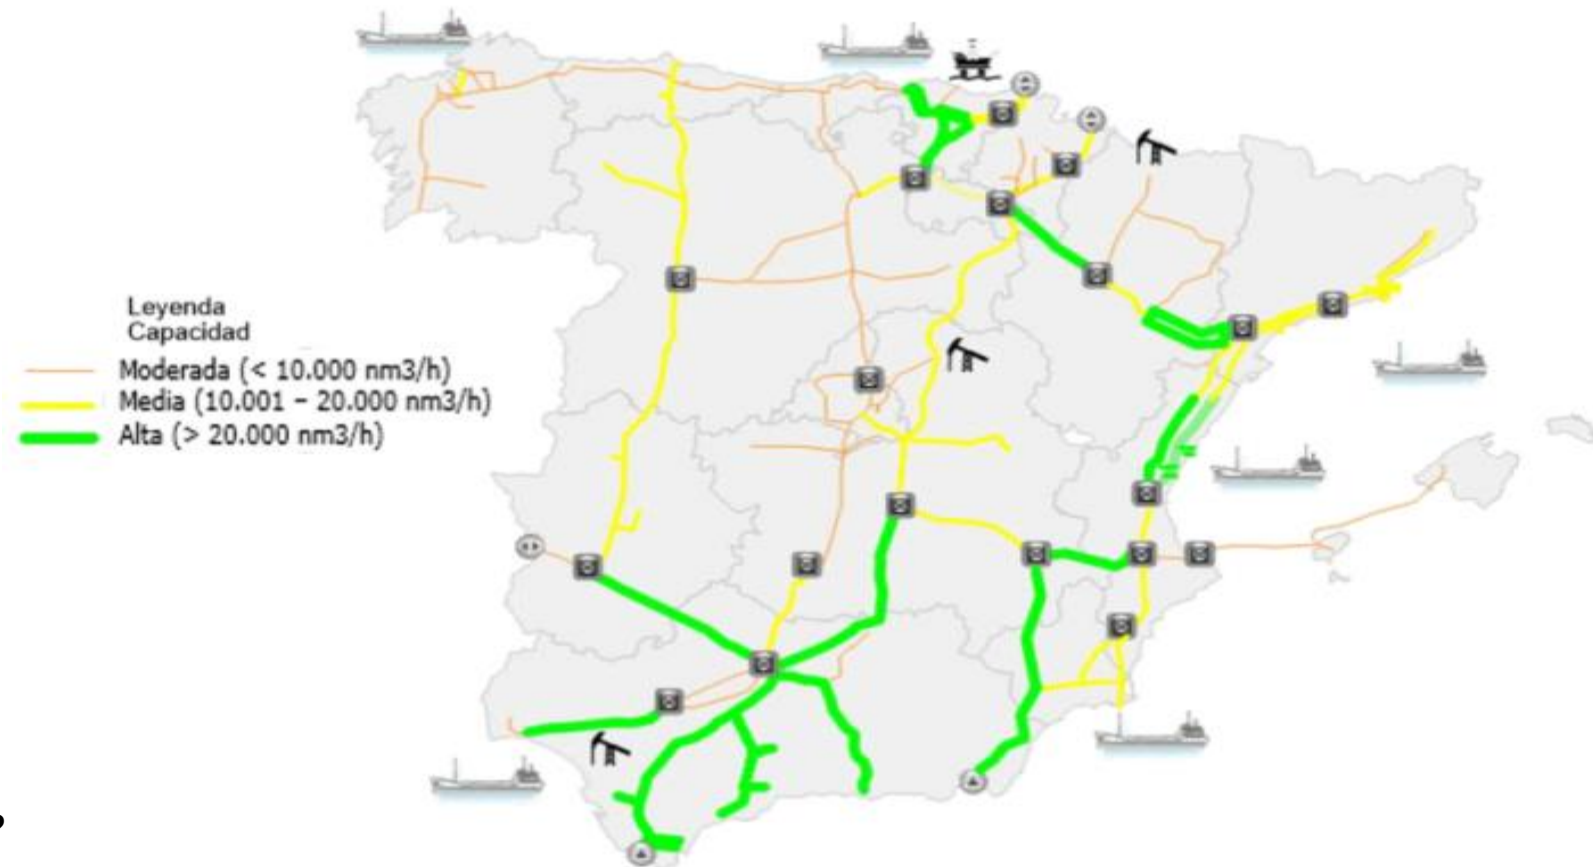 Leyenda
Capacidad
Moderada (< 10.000 nm3/h)
Media (10.001 – 20.000 nm3/h)
Alta (> 20.000 nm3/h)